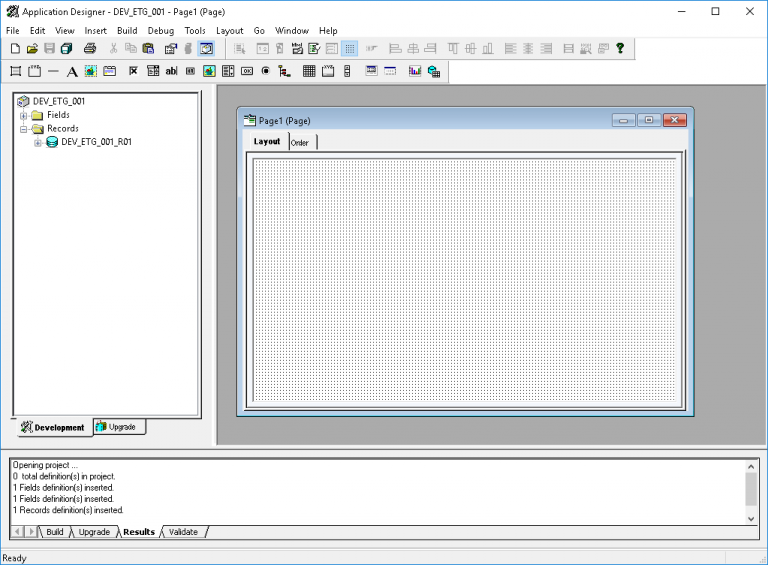 Application Designer - DEV_ETG_001 - Page1 (Page)
File Edit View Insert Build Debug Tools Layout Go Window Help
DEV_ETG_001
Fields
Records
DEV_ETG_001_R01
Page1 (Page)
Layout Order
Development Upgrade
Opening project ...
0 total definition(s) in project.
1 Fields definition(s) inserted.
1 Fields definition(s) inserted.
1 Records definition(s) inserted.
Build Upgrade Results Validate
Ready